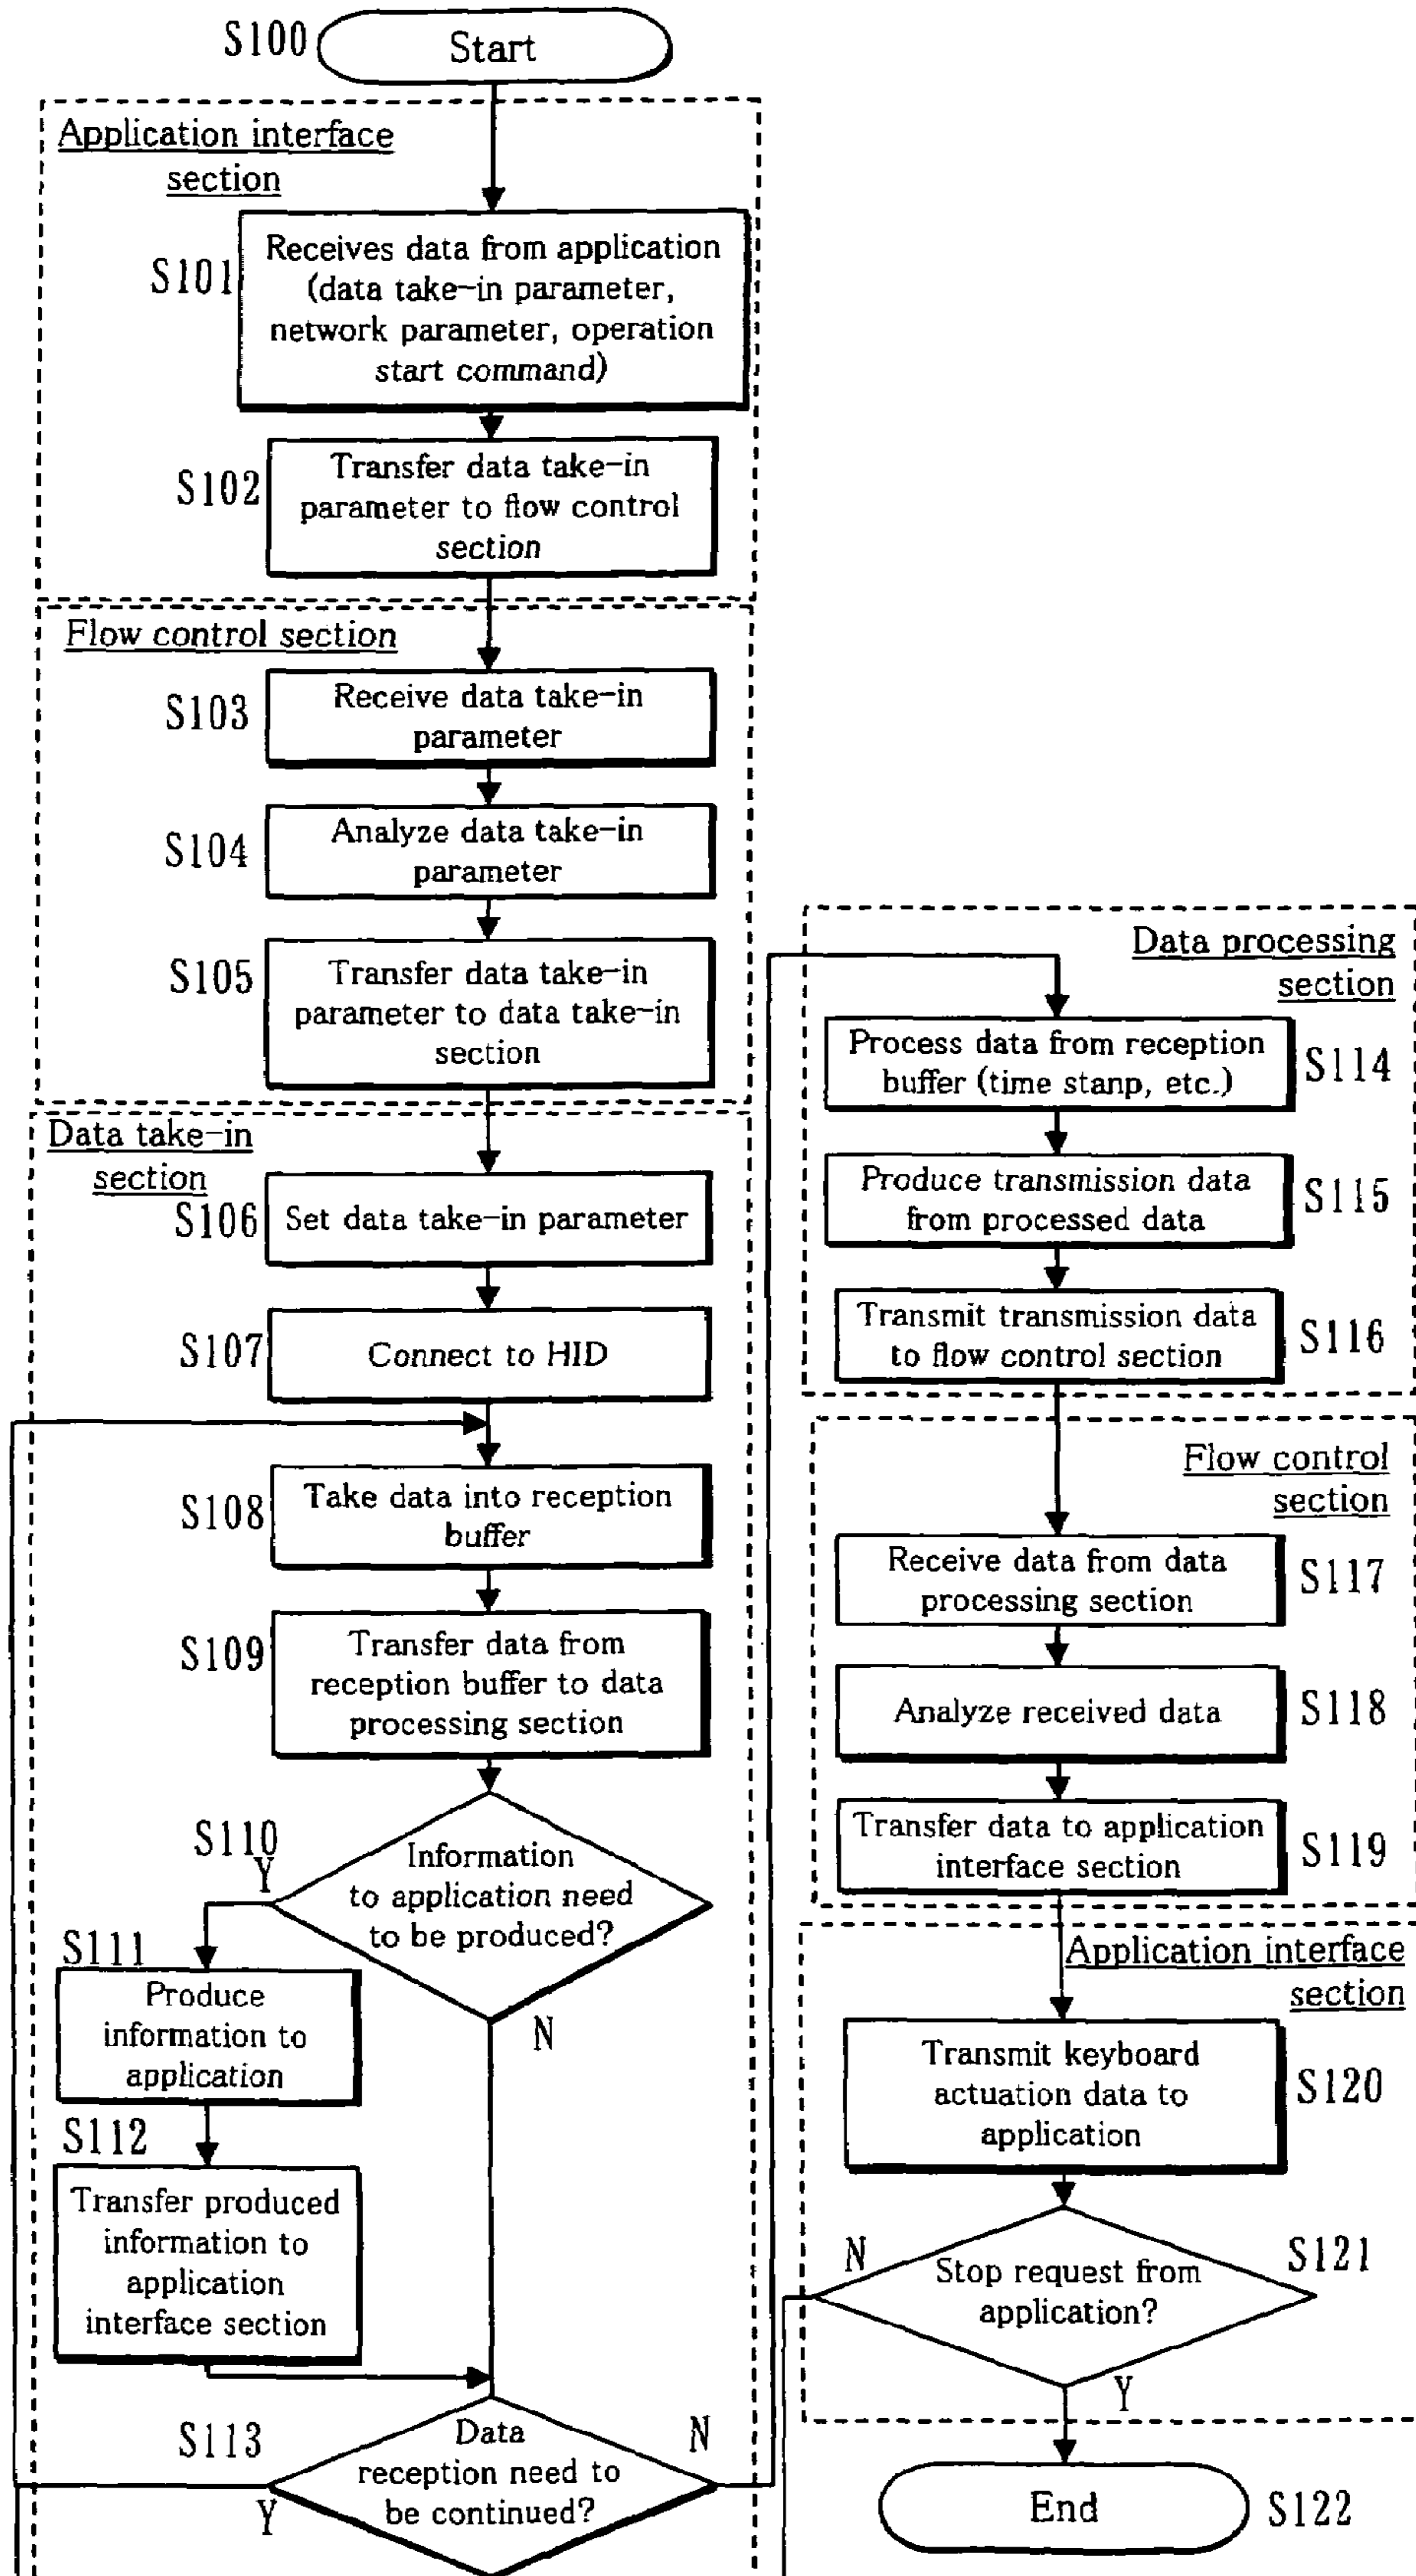 S100
Start
Application interface
section
S101
Receives data from application
(data take-in parameter,
network parameter, operation
start command)
S102
Transfer data take-in
parameter to flow control
section
Flow control section
S103
Receive data take-in
parameter
S104
Analyze data take-in
parameter
S105
Transfer data take-in
parameter to data take-in
section
Data take-in
section
S106
Set data take-in parameter
S107
Connect to HID
S108
Take data into reception
buffer
S109
Transfer data from
reception buffer to data
processing section
S110
Y
Information
to application need
to be produced?
N
S111
Produce
information to
application
S112
Transfer produced
information to
application
interface section
S113
Data
reception need to
be continued?
N
Y
Data processing
section
Process data from reception
buffer (time stanp, etc.)
S114
Produce transmission data
from processed data
S115
Transmit transmission data
to flow control section
S116
Flow control
section
Receive data from data
processing section
S117
Analyze received data
S118
Transfer data to application
interface section
S119
Application interface
section
Transmit keyboard
actuation data to
application
S120
N
Stop request from
application?
S121
Y
End
S122